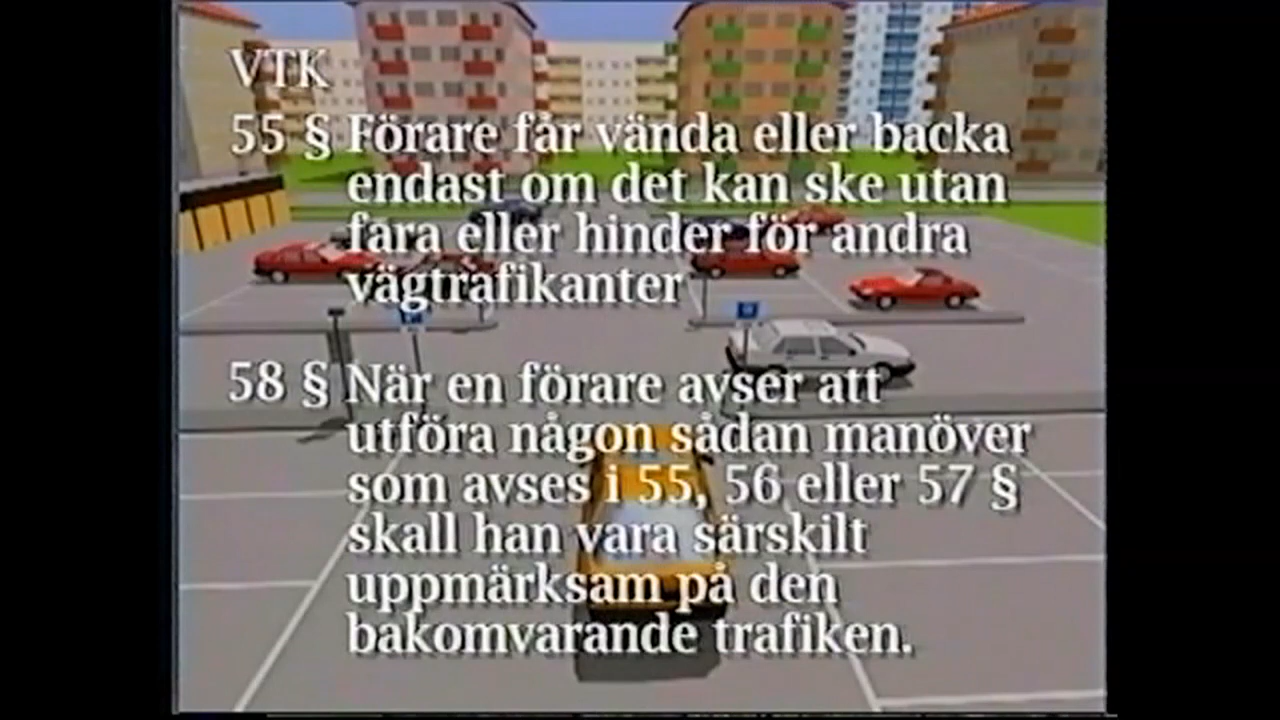 VTK
55 § Förare får vända eller backa
endast om det kan ske utan
fara eller hinder för andra
vägtrafikanter
58 § När en förare avser att
utföra någon sådan manöver
som avses i 55, 56 eller 57 §
skall han vara särskilt
uppmärksam på den
bakomvarande trafiken.